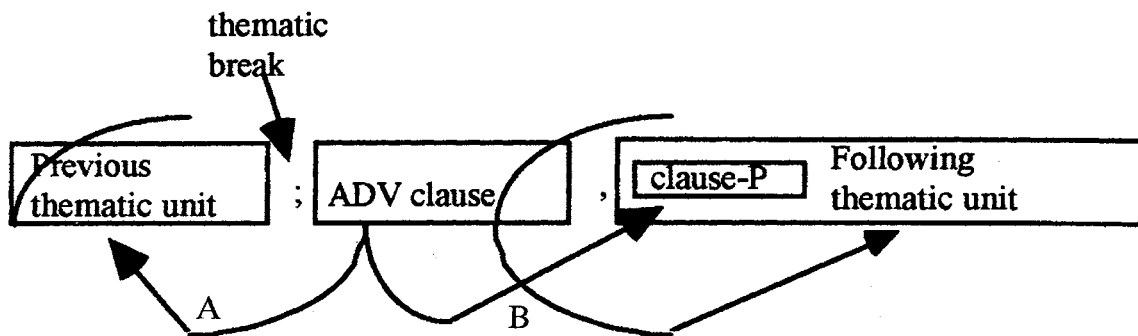 thematic
break
Previous
thematic unit
;
ADV clause
,
clause-P
Following
thematic unit
A
B